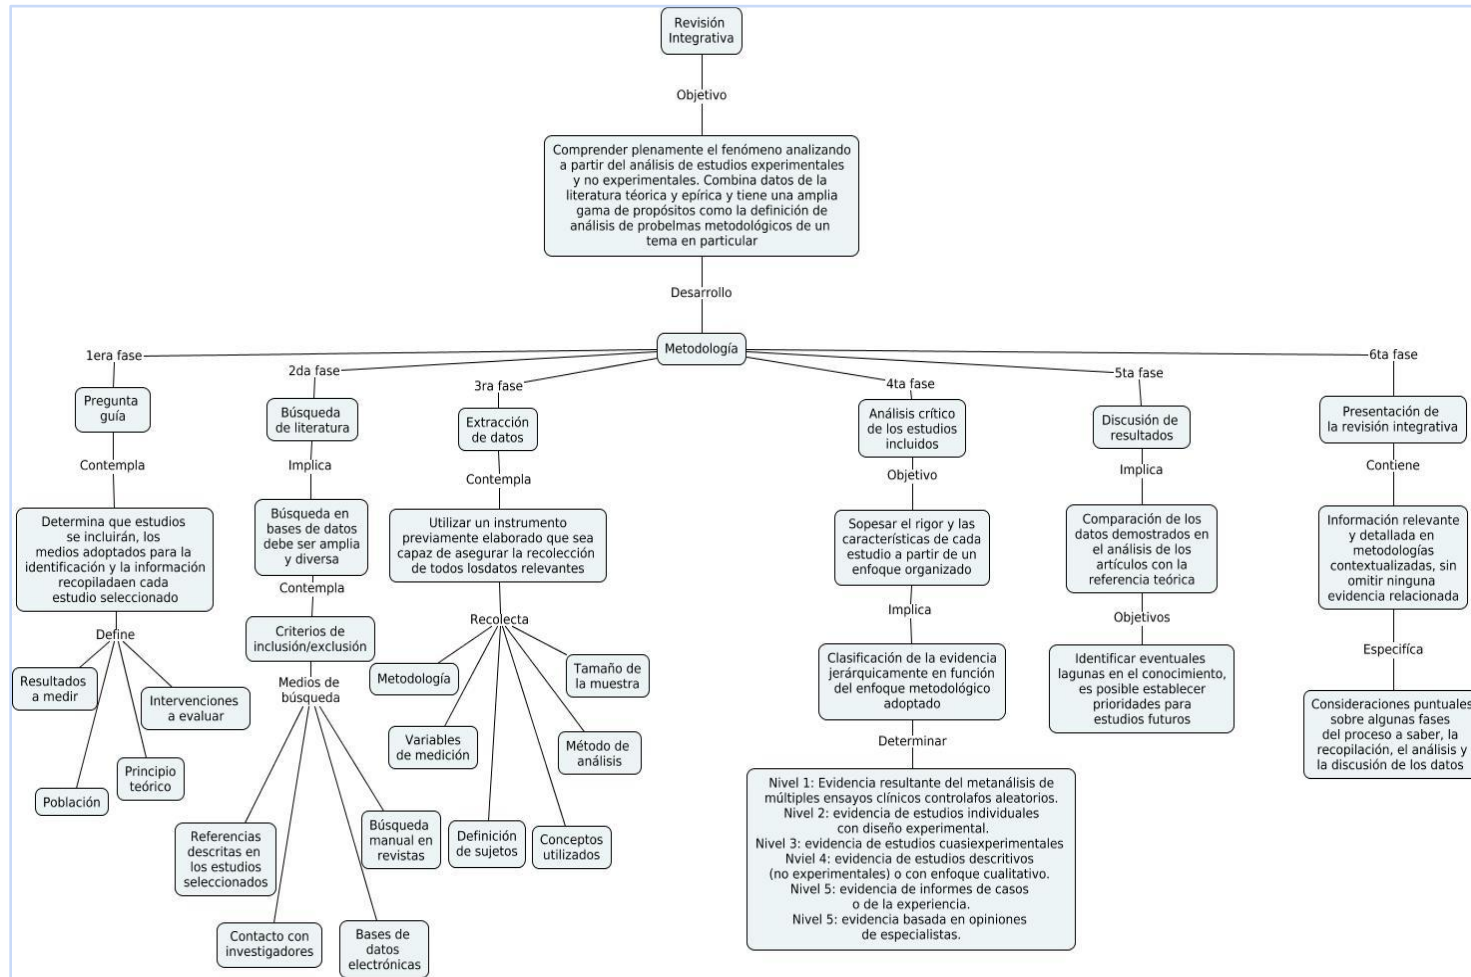 Revisión
Integrativa
Objetivo
Comprender plenamente el fenómeno analizando
a partir del análisis de estudios experimentales
y no experimentales. Combina datos de la
literatura téorica y epírica y tiene una amplia
gama de propósitos como la definición de
análisis de probelmas metodológicos de un
tema en particular
Desarrollo
Metodología
1era fase
Pregunta
guía
Contempla
Determina que estudios
se incluirán, los
medios adoptados para la
identificación y la información
recopiladaen cada
estudio seleccionado
Define
Resultados
a medir
Población
Principio
teórico
Intervenciones
a evaluar
2da fase
Búsqueda
de literatura
Implica
Búsqueda en
bases de datos
debe ser amplia
y diversa
Contempla
Criterios de
inclusión/exclusión
Medios de
búsqueda
Referencias
descritas en
los estudios
seleccionados
Contacto con
investigadores
Bases de
datos
electrónicas
Búsqueda
manual en
revistas
3ra fase
Extracción
de datos
Contempla
Utilizar un instrumento
previamente elaborado que sea
capaz de asegurar la recolección
de todos losdatos relevantes
Recolecta
Metodología
Variables
de medición
Definición
de sujetos
Conceptos
utilizados
Método de
análisis
Tamaño de
la muestra
4ta fase
Análisis crítico
de los estudios
incluidos
Objetivo
Sopesar el rigor y las
características de cada
estudio a partir de un
enfoque organizado
Implica
Clasificación de la evidencia
jerárquicamente en función
del enfoque metodológico
adoptado
Determinar
Nivel 1: Evidencia resultante del metanálisis de
múltiples ensayos clínicos controlafos aleatorios.
Nivel 2: evidencia de estudios individuales
con diseño experimental.
Nivel 3: evidencia de estudios cuasiexperimentales
Nviel 4: evidencia de estudios descritivos
(no experimentales) o con enfoque cualitativo.
Nivel 5: evidencia de informes de casos
o de la experiencia.
Nivel 5: evidencia basada en opiniones
de especialistas.
5ta fase
Discusión de
resultados
Implica
Comparación de los
datos demostrados en
el análisis de los
artículos con la
referencia teórica
Objetivos
Identificar eventuales
lagunas en el conocimiento,
es posible establecer
prioridades para
estudios futuros
6ta fase
Presentación de
la revisión integrativa
Contiene
Información relevante
y detallada en
metodologías
contextualizadas, sin
omitir ninguna
evidencia relacionada
Especifíca
Consideraciones puntuales
sobre algunas fases
del proceso a saber, la
recopilación, el análisis y
la discusión de los datos